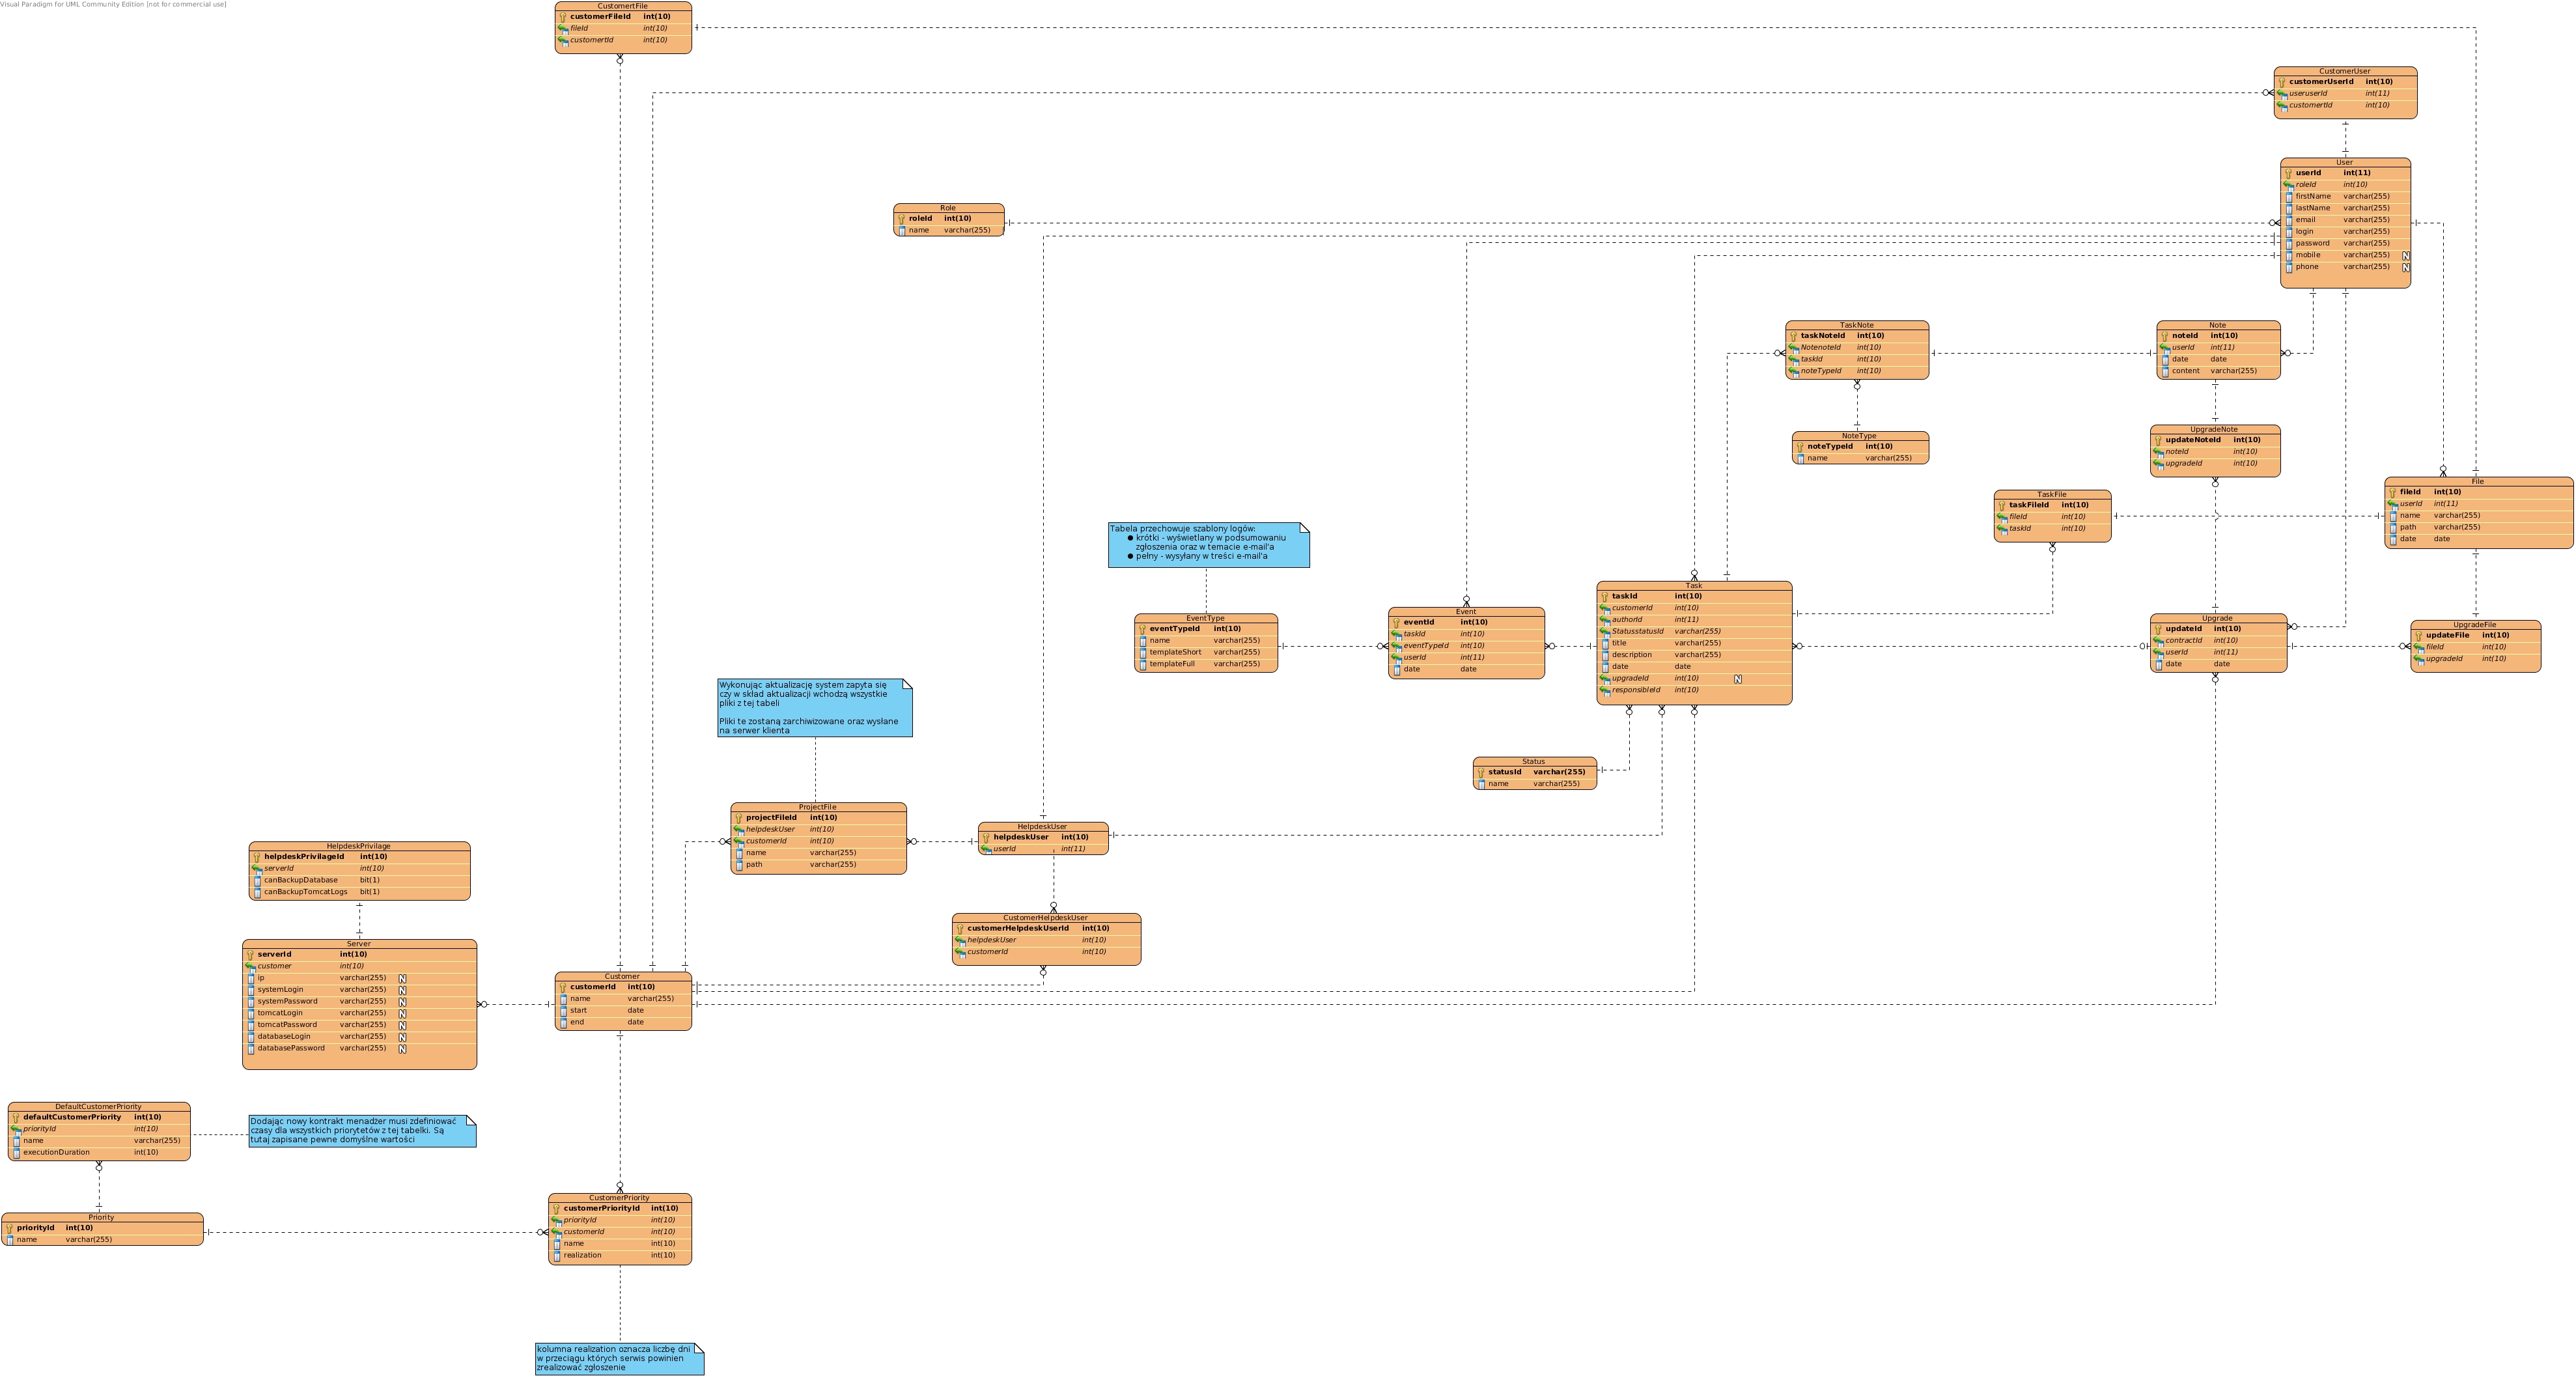 Visual Paradigm for UML Community Edition [not for commercial use]
CustomertFile
customerFileId int(10)
fileId int(10)
customertId int(10)
CustomerUser
customerUserId int(10)
useruserId int(11)
customertId int(10)
User
userId int(11)
roleId int(10)
firstName varchar(255)
lastName varchar(255)
email varchar(255)
login varchar(255)
password varchar(255)
mobile varchar(255) N
phone varchar(255) N
Role
roleId int(10)
name varchar(255)
TaskNote
taskNoteId int(10)
NotenoteId int(10)
taskId int(10)
noteTypeId int(10)
Note
noteId int(10)
userId int(11)
date date
content varchar(255)
NoteType
noteTypeId int(10)
name varchar(255)
UpgradeNote
updateNoteId int(10)
noteId int(10)
upgradeId int(10)
File
fileId int(10)
userId int(11)
name varchar(255)
path varchar(255)
date date
TaskFile
taskFileId int(10)
fileId int(10)
taskId int(10)
Tabela przechowuje szablony logów:
● krótki - wyświetlany w podsumowaniu
zgłoszenia oraz w temacie e-mail'a
● pełny - wysyłany w treści e-mail'a
EventType
eventTypeId int(10)
name varchar(255)
templateShort varchar(255)
templateFull varchar(255)
Event
eventId int(10)
taskId int(10)
eventTypeId int(10)
userId int(11)
date date
Task
taskId int(10)
customerId int(10)
authorId int(11)
StatusstatusId varchar(255)
title varchar(255)
description varchar(255)
date date
upgradeId int(10) N
responsibleId int(10)
Upgrade
updateId int(10)
contractId int(10)
userId int(11)
date date
UpgradeFile
updateFile int(10)
fileId int(10)
upgradeId int(10)
Wykonując aktualizację system zapyta się
czy w skład aktualizacji wchodzą wszystkie
pliki z tej tabeli
Pliki te zostaną zarchiwizowane oraz wysłane
na serwer klienta
Status
statusId varchar(255)
name varchar(255)
ProjectFile
projectFileId int(10)
helpdeskUser int(10)
customerId int(10)
name varchar(255)
path varchar(255)
HelpdeskUser
helpdeskUser int(10)
userId int(11)
HelpdeskPrivilage
helpdeskPrivilageId int(10)
serverId int(10)
canBackupDatabase bit(1)
canBackupTomcatLogs bit(1)
CustomerHelpdeskUser
customerHelpdeskUserId int(10)
helpdeskUser int(10)
customerId int(10)
Server
serverId int(10)
customer int(10)
ip varchar(255) N
systemLogin varchar(255) N
systemPassword varchar(255) N
tomcatLogin varchar(255) N
tomcatPassword varchar(255) N
databaseLogin varchar(255) N
databasePassword varchar(255) N
Customer
customerId int(10)
name varchar(255)
start date
end date
DefaultCustomerPriority
defaultCustomerPriority int(10)
priorityId int(10)
name varchar(255)
executionDuration int(10)
Dodając nowy kontrakt menadżer musi zdefiniować
czasy dla wszystkich priorytetów z tej tabelki. Są
tutaj zapisane pewne domyślne wartości
Priority
priorityId int(10)
name varchar(255)
CustomerPriority
customerPriorityId int(10)
priorityId int(10)
customerId int(10)
name int(10)
realization int(10)
kolumna realization oznacza liczbę dni
w przeciągu których serwis powinien
zrealizować zgłoszenie